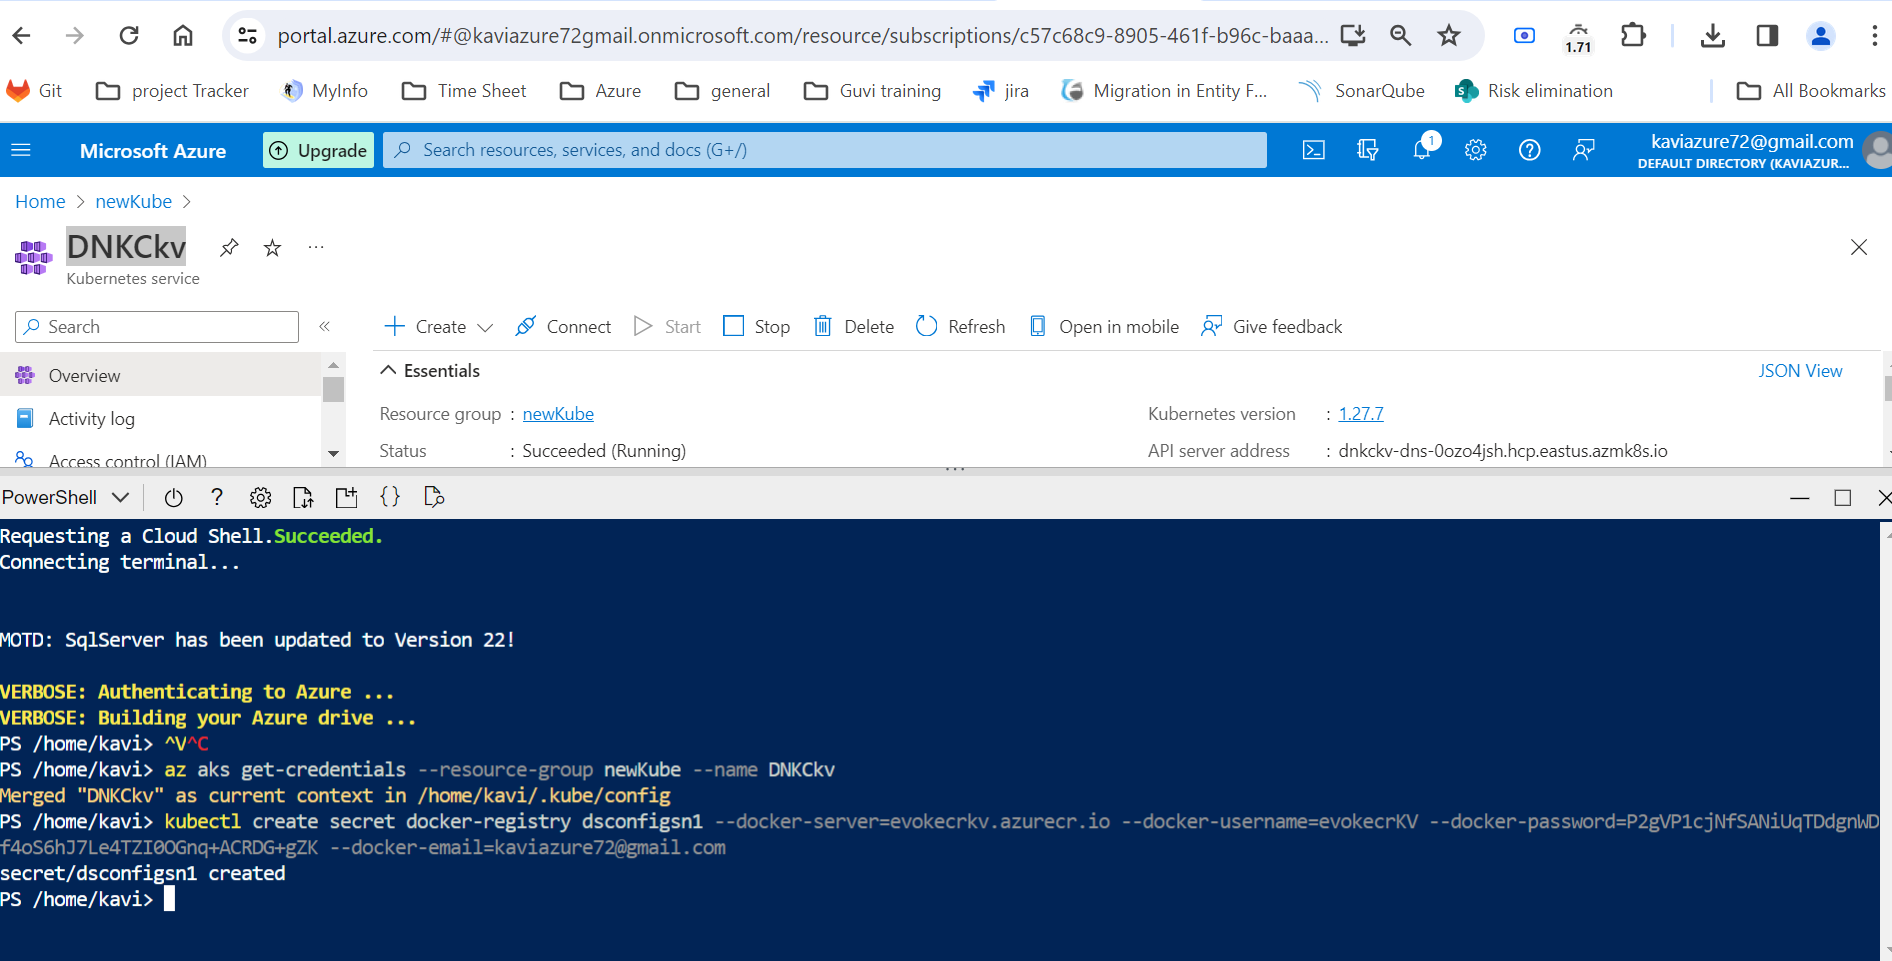 portal.azure.com/#@kaviazure72gmail.onmicrosoft.com/resource/subscriptions/c57c68c9-8905-461f-b96c-baaa...
1.71
Git project Tracker MyInfo Time Sheet Azure general Guvi training jira Migration in Entity F... SonarQube Risk elimination All Bookmarks
Microsoft Azure Upgrade Search resources, services, and docs (G+/) 1 kaviazure72@gmail.com
DEFAULT DIRECTORY (KAVIAZUR...
Home > newKube >
DNKCkv ...
Kubernetes service
Search « Create Connect Start Stop Delete Refresh Open in mobile Give feedback
Overview
Activity log
Access control (IAM)
Essentials JSON View
Resource group : newKube Kubernetes version : 1.27.7
Status : Succeeded (Running) API server address : dnkckv-dns-0ozo4jsh.hcp.eastus.azmk8s.io
PowerShell ? {}
Requesting a Cloud Shell.Succeeded.
Connecting terminal...
MOTD: SqlServer has been updated to Version 22!
VERBOSE: Authenticating to Azure ...
VERBOSE: Building your Azure drive ...
PS /home/kavi> ^V^C
PS /home/kavi> az aks get-credentials --resource-group newKube --name DNKCkv
Merged "DNKCkv" as current context in /home/kavi/.kube/config
PS /home/kavi> kubectl create secret docker-registry dsconfigsn1 --docker-server=evokecrkv.azurecr.io --docker-username=evokecrKV --docker-password=P2gVP1cjNfSANiUqTDdgnWD
f4oS6hJ7Le4TZI0OGnq+ACRDG+gZK --docker-email=kaviazure72@gmail.com
secret/dsconfigsn1 created
PS /home/kavi>